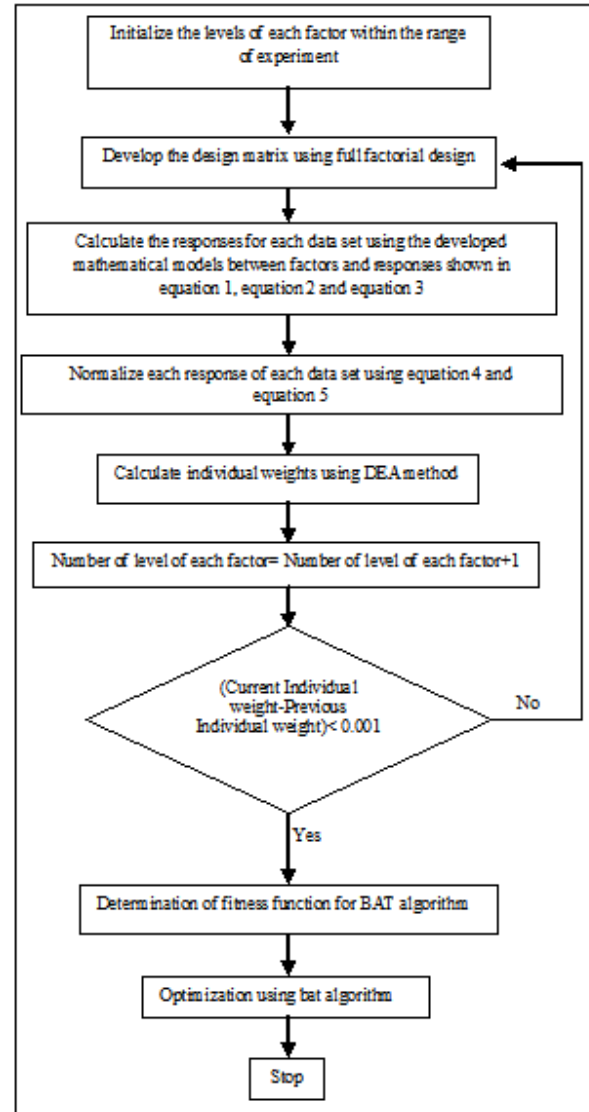 Initialize the levels of each factor within the range
of experiment
Develop the design matrix using full factorial design
Calculate the responses for each data set using the developed
mathematical models between factors and responses shown in
equation 1, equation 2 and equation 3
Normalize each response of each data set using equation 4 and
equation 5
Calculate individual weights using DEA method
Number of level of each factor= Number of level of each factor+1
(Current Individual
weight-Previous
Individual weight)< 0.001
No
Yes
Determination of fitness function for BAT algorithm
Optimization using bat algorithm
Stop